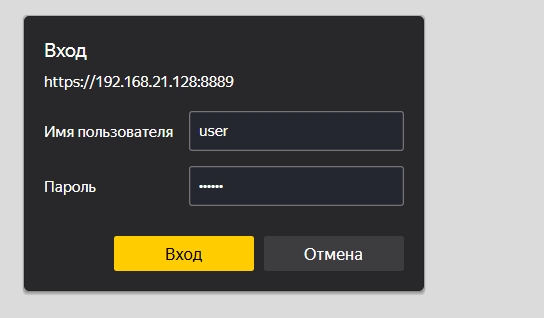 Вход
https://192.168.21.128:8889
Имя пользователя user
Пароль ••••••
Вход Отмена